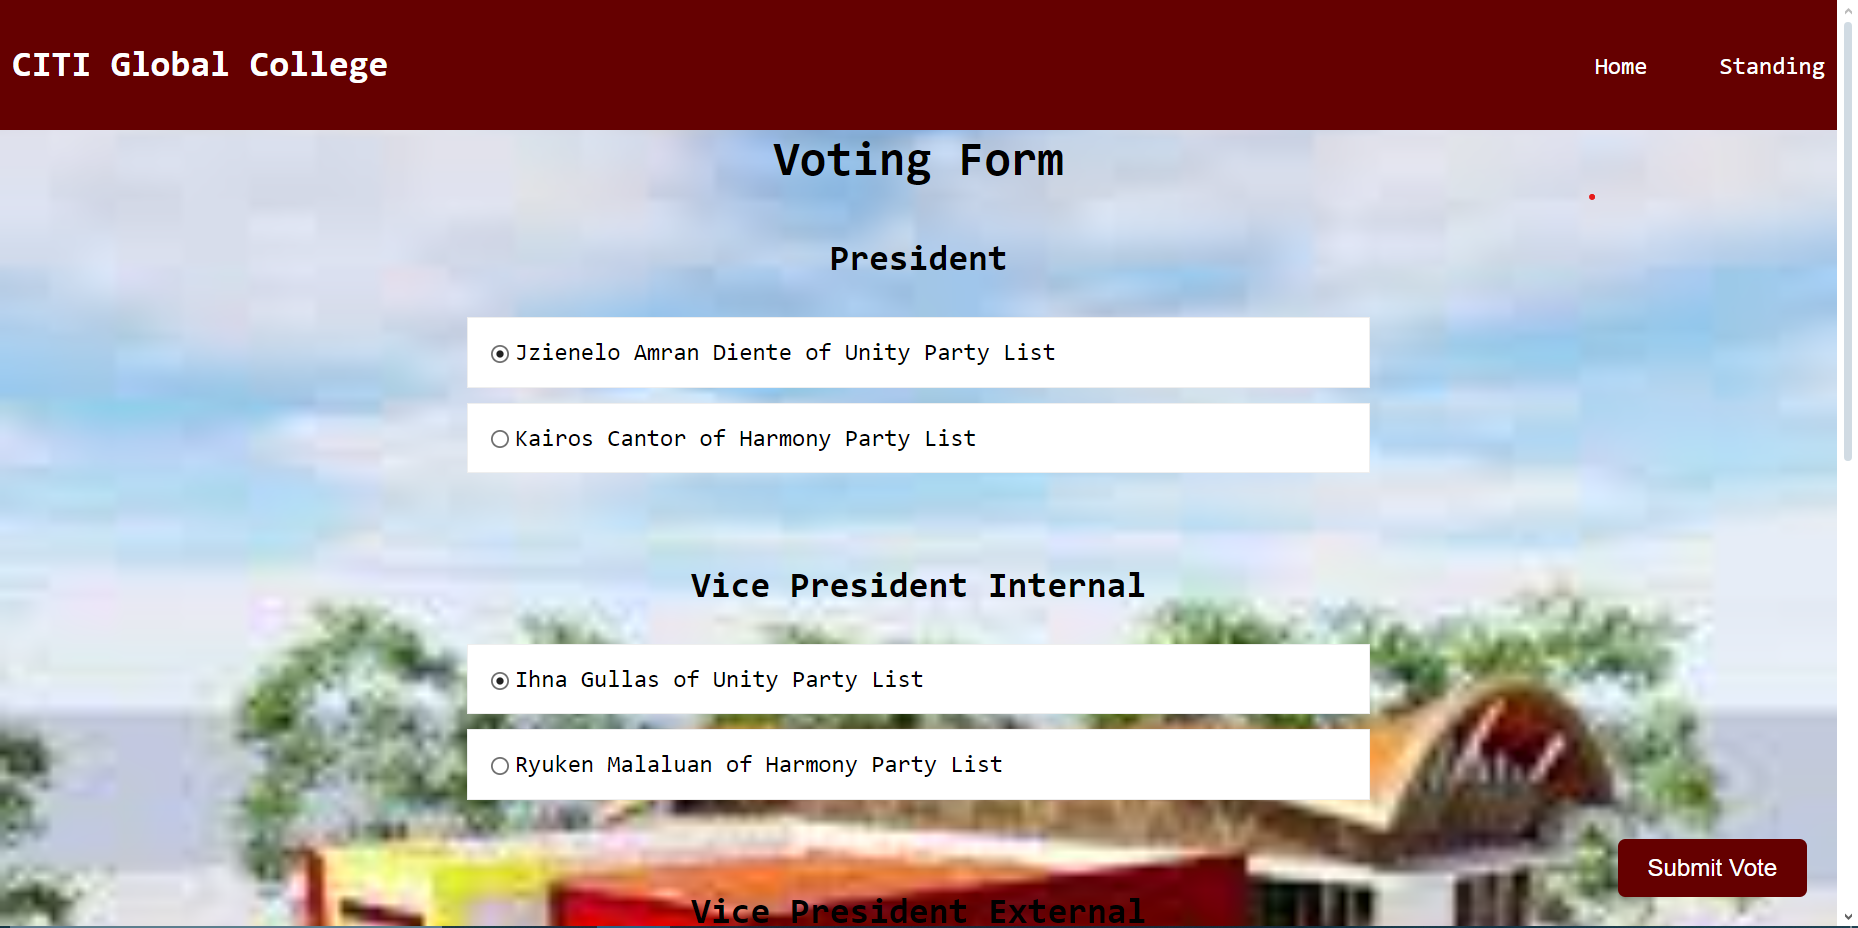 CITI Global College
Home
Standing
Voting Form
President
Jzienelo Amran Diente of Unity Party List
Kairos Cantor of Harmony Party List
Vice President Internal
Ihna Gullas of Unity Party List
Ryuken Malaluan of Harmony Party List
Submit Vote
Vice President External